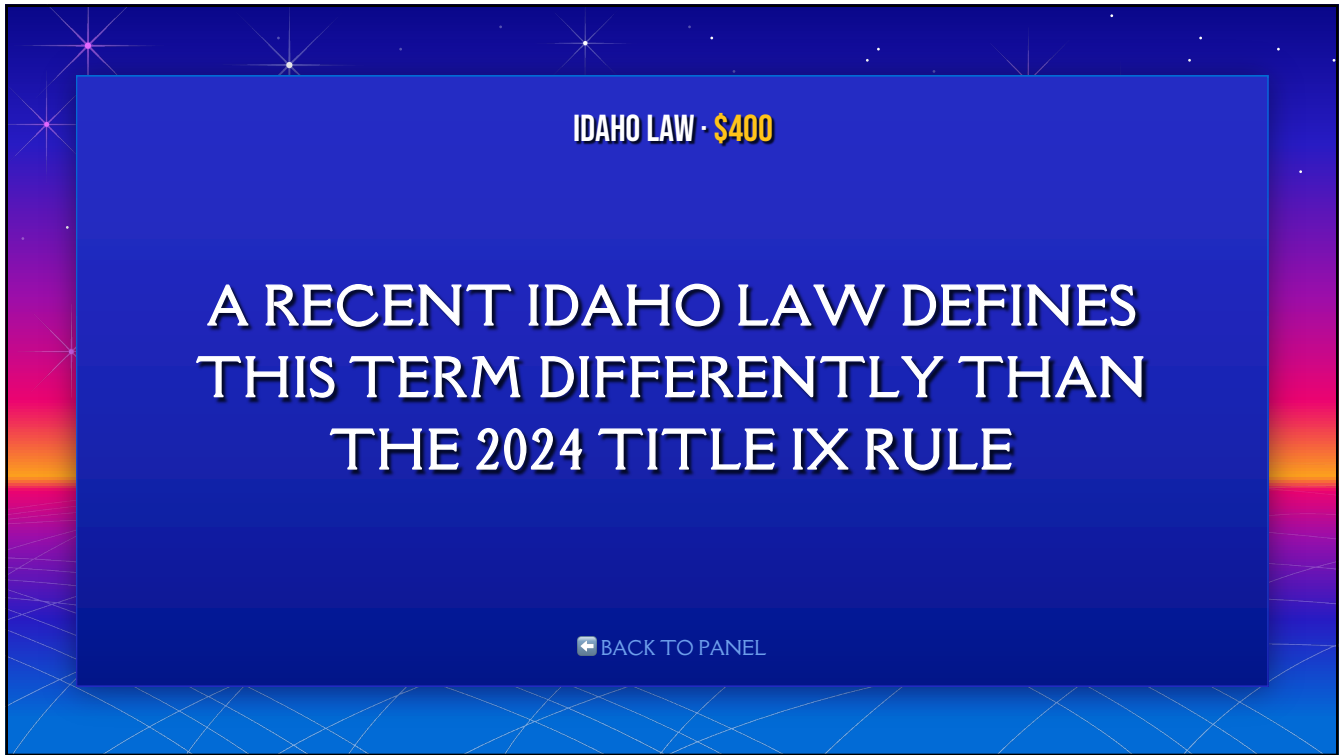 IDAHO LAW · $400
A RECENT IDAHO LAW DEFINES
THIS TERM DIFFERENTLY THAN
THE 2024 TITLE IX RULE
⬅ BACK TO PANEL